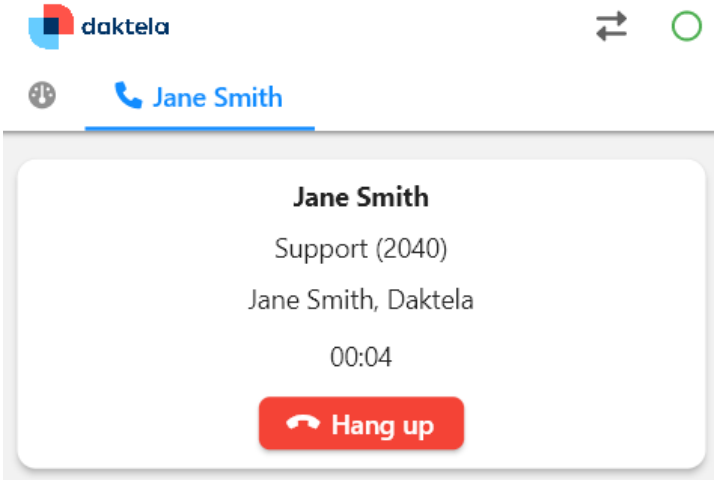 daktela
Jane Smith
Jane Smith
Support (2040)
Jane Smith, Daktela
00:04
Hang up